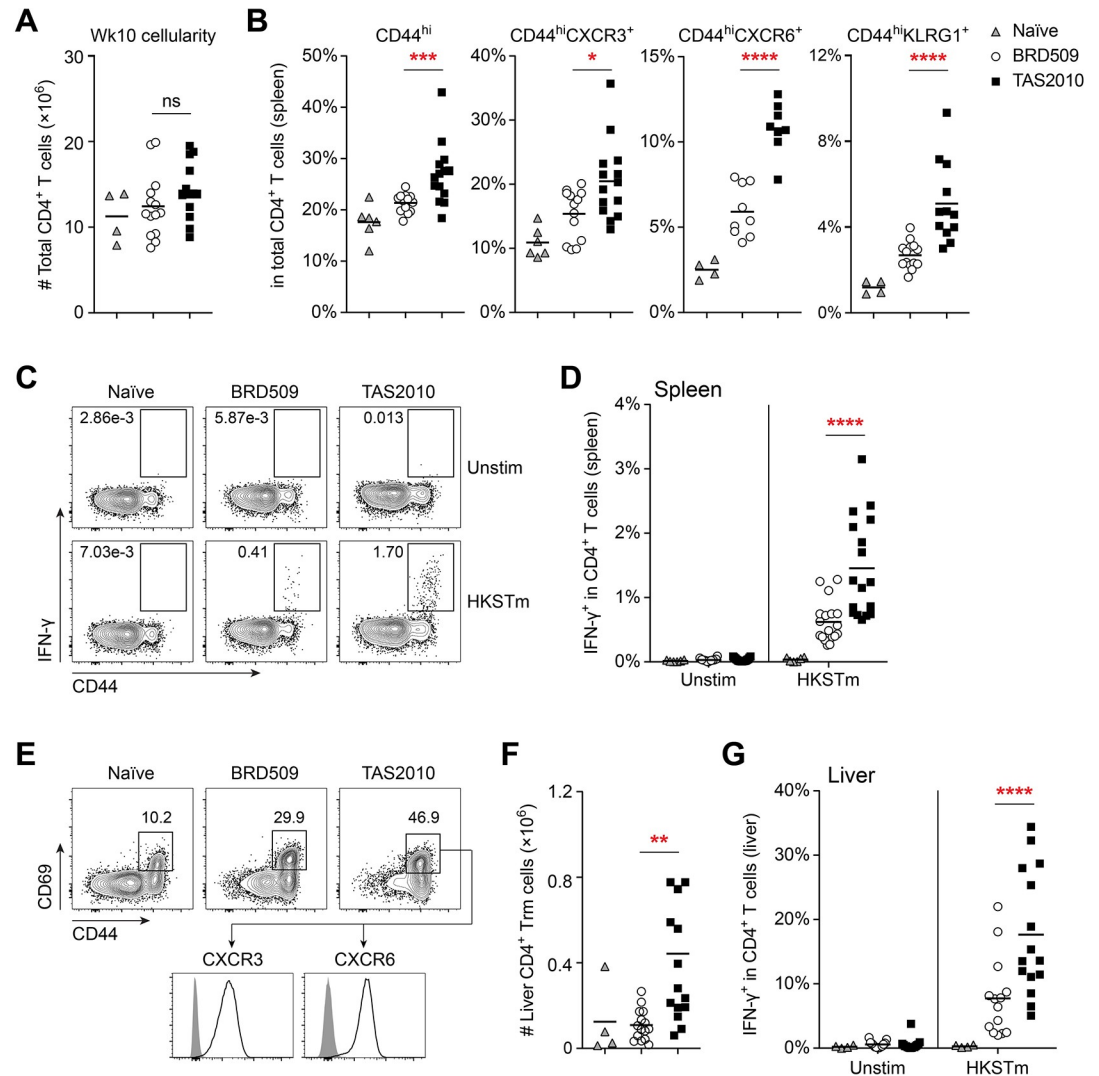 A
Wk10 cellularity
# Total CD4⁺ T cells (×10⁶)
30
20
10
0
ns
B
in total CD4⁺ T cells (spleen)
CD44ʰⁱ
50%
40%
30%
20%
10%
0%
***
CD44ʰⁱCXCR3⁺
40%
30%
20%
10%
0%
*
CD44ʰⁱCXCR6⁺
15%
10%
5%
0%
****
CD44ʰⁱKLRG1⁺
12%
8%
4%
0%
****
Naïve
BRD509
TAS2010
C
Naïve
BRD509
TAS2010
2.86e-3
5.87e-3
0.013
Unstim
7.03e-3
0.41
1.70
HKSTm
IFN-γ
CD44
D
Spleen
IFN-γ⁺ in CD4⁺ T cells (spleen)
4%
3%
2%
1%
0%
****
Unstim
HKSTm
E
Naïve
BRD509
TAS2010
10.2
29.9
46.9
CD69
CD44
CXCR3
CXCR6
F
# Liver CD4⁺ Trm cells (×10⁶)
1.2
0.8
0.4
0
**
G
Liver
IFN-γ⁺ in CD4⁺ T cells (liver)
40%
30%
20%
10%
0%
****
Unstim
HKSTm